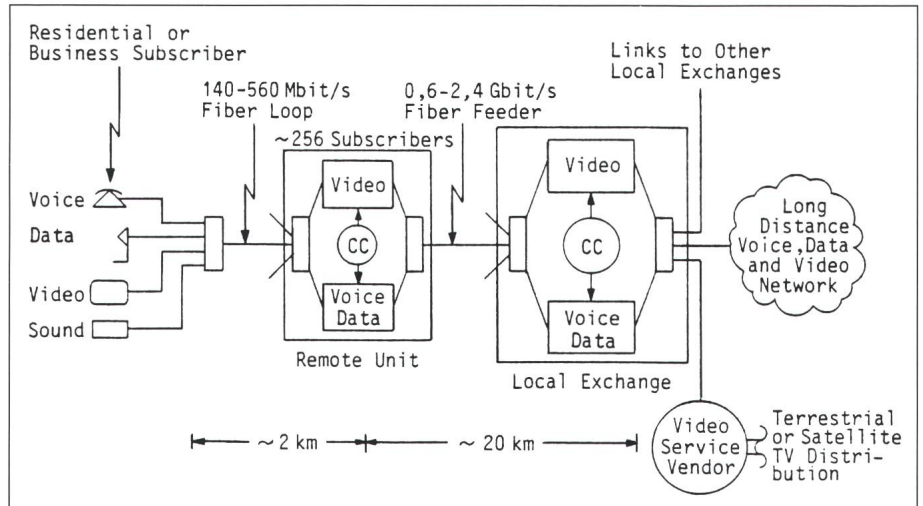 Residential or
Business Subscriber
140-560 Mbit/s
Fiber Loop
0,6-2,4 Gbit/s
Fiber Feeder
Links to Other
Local Exchanges
~256 Subscribers
Voice
Data
Video
Sound
Video
CC
Voice
Data
Remote Unit
Video
CC
Voice
Data
Local Exchange
Long
Distance
Voice,Data
and Video
Network
~ 2 km
~ 20 km
Video
Service
Vendor
Terrestrial
or Satellite
TV Distri-
bution